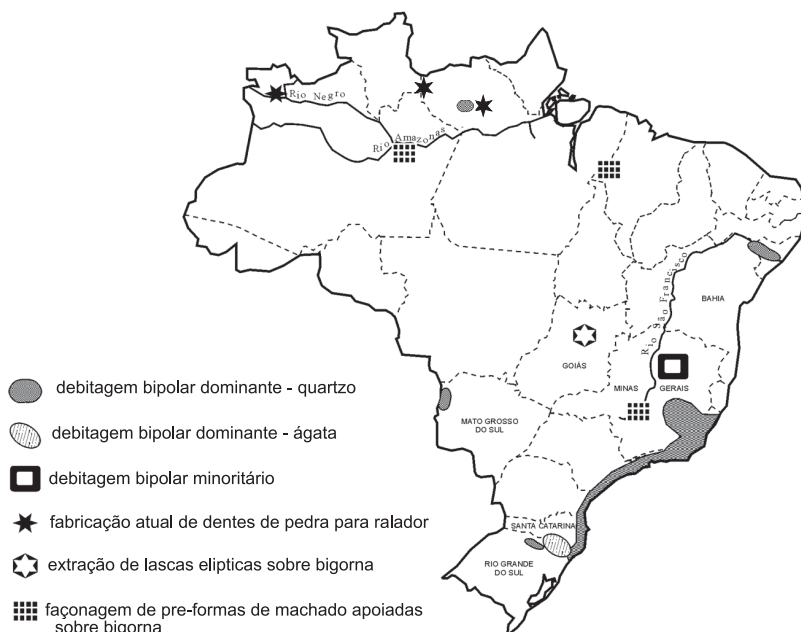 Rio Negro
Rio Amazonas
Rio São Francisco
BAHIA
GOIÁS
MINAS GERAIS
MATO GROSSO
DO SUL
SANTA CATARINA
RIO GRANDE
DO SUL
debitagem bipolar dominante - quartzo
debitagem bipolar dominante - ágata
debitagem bipolar minoritário
fabricação atual de dentes de pedra para ralador
extração de lascas elipticas sobre bigorna
façonagem de pre-formas de machado apoiadas
sobre bigorna